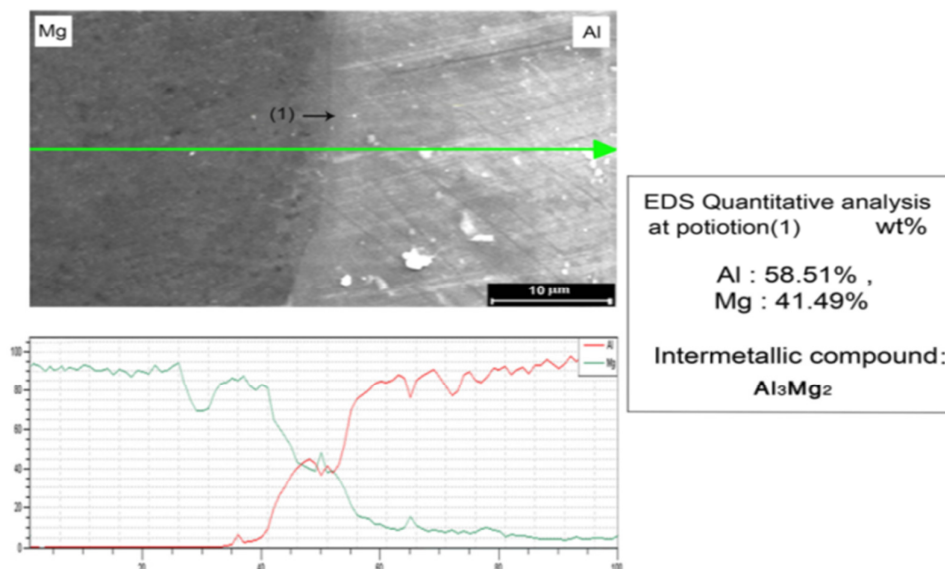 Mg Al
(1)
10 µm
EDS Quantitative analysis
at potiotion(1) wt%
Al : 58.51% ,
Mg : 41.49%
Intermetallic compound:
Al₃Mg₂
Al
Mg
100
80
60
40
20
0
20 40 60 80 100